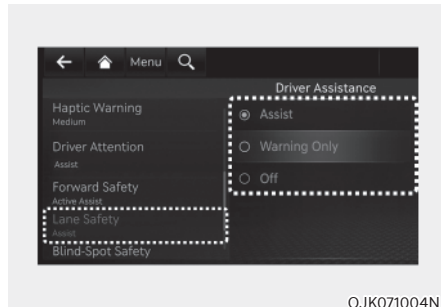 Menu
Driver Assistance
Haptic Warning
Medium
Driver Attention
Assist
Forward Safety
Active Assist
Lane Safety
Assist
Blind-Spot Safety
Assist
Warning Only
Off
OJK071004N